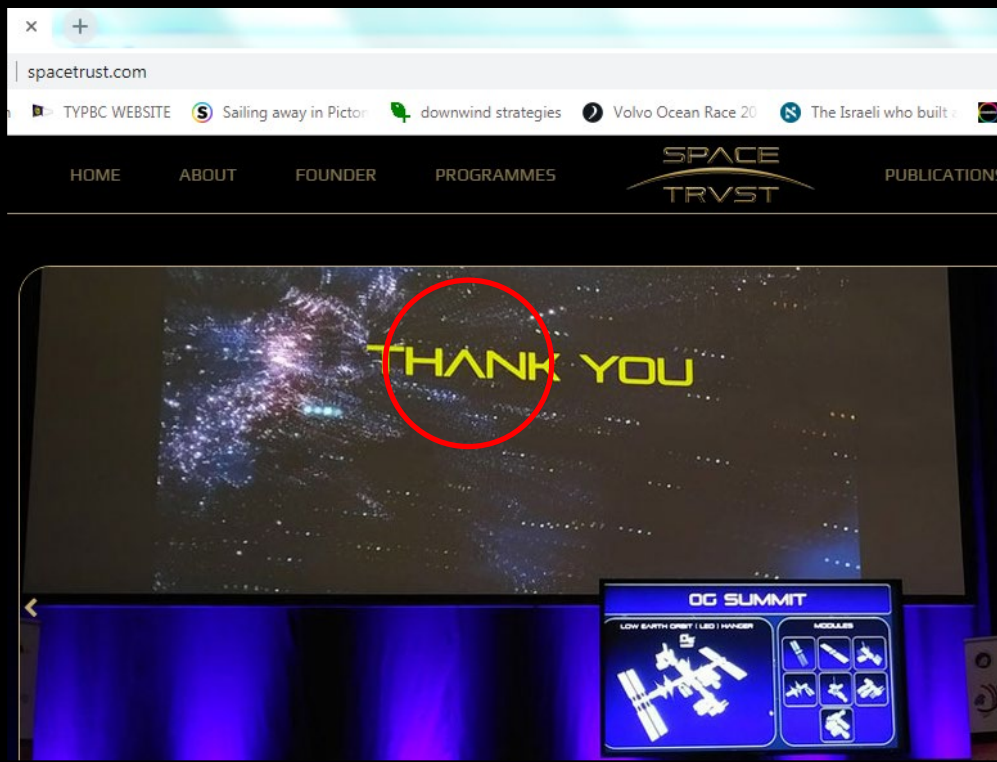 spacetrust.com
TYPBC WEBSITE Sailing away in Picton downwind strategies Volvo Ocean Race 20 The Israeli who built a
HOME ABOUT FOUNDER PROGRAMMES SPACE TRVST PUBLICATIONS
THANK YOU
0G SUMMIT
LOW EARTH ORBIT ( LEO ) HANGER MODULES